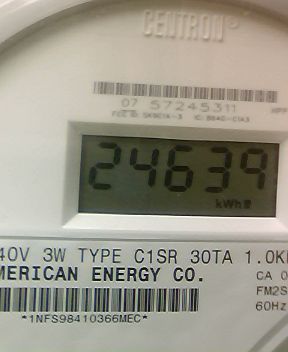 CENTRON®
07 57245311
24639
kWh
40V 3W TYPE C1SR 30TA 1.0K
MERICAN ENERGY CO.
CA 0
FM2S
60Hz
*1NFS98410366MEC*